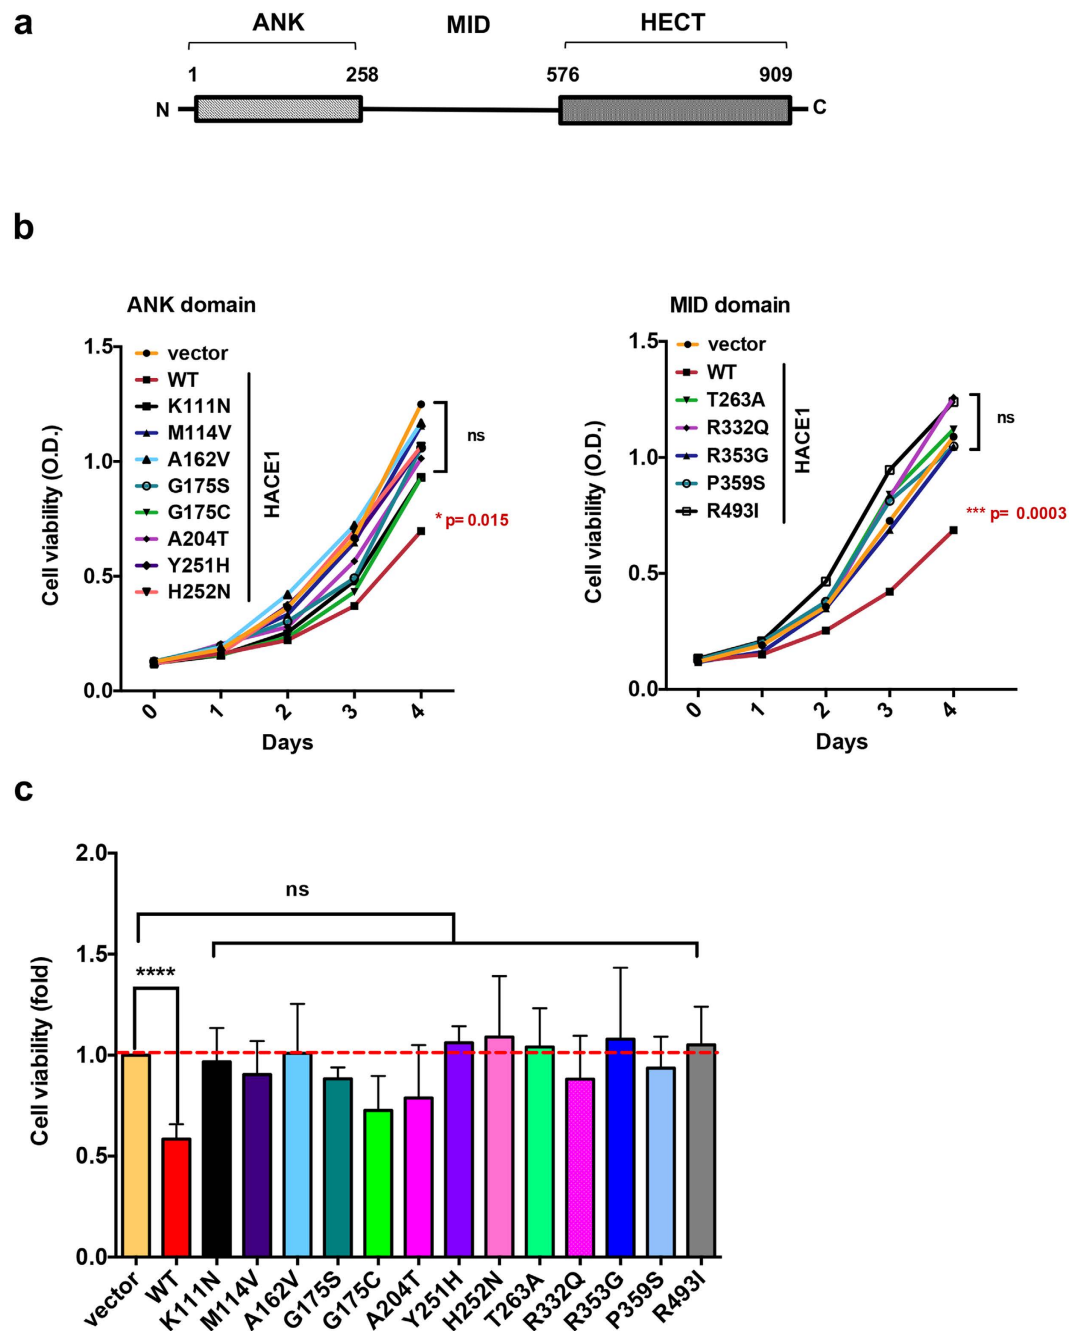 a
ANK MID HECT
1 258 576 909
N C
b
ANK domain
1.5
1.0
0.5
0.0
Cell viability (O.D.)
vector
WT
K111N
M114V
A162V
G175S
G175C
A204T
Y251H
H252N
HACE1
ns
* p= 0.015
0 1 2 3 4
Days
MID domain
1.5
1.0
0.5
0.0
Cell viability (O.D.)
vector
WT
T263A
R332Q
R353G
P359S
R493I
HACE1
ns
*** p= 0.0003
0 1 2 3 4
Days
c
2.0
1.5
1.0
0.5
0.0
Cell viability (fold)
ns
****
vector WT K111N M114V A162V G175S G175C A204T Y251H H252N T263A R332Q R353G P359S R493I